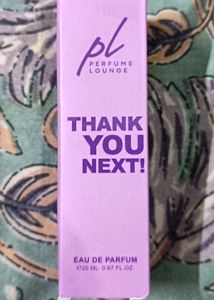 pl
PERFUME
LOUNGE®
THANK
YOU
NEXT!
EAU DE PARFUM
℮20 ML 0.67 FL.OZ.